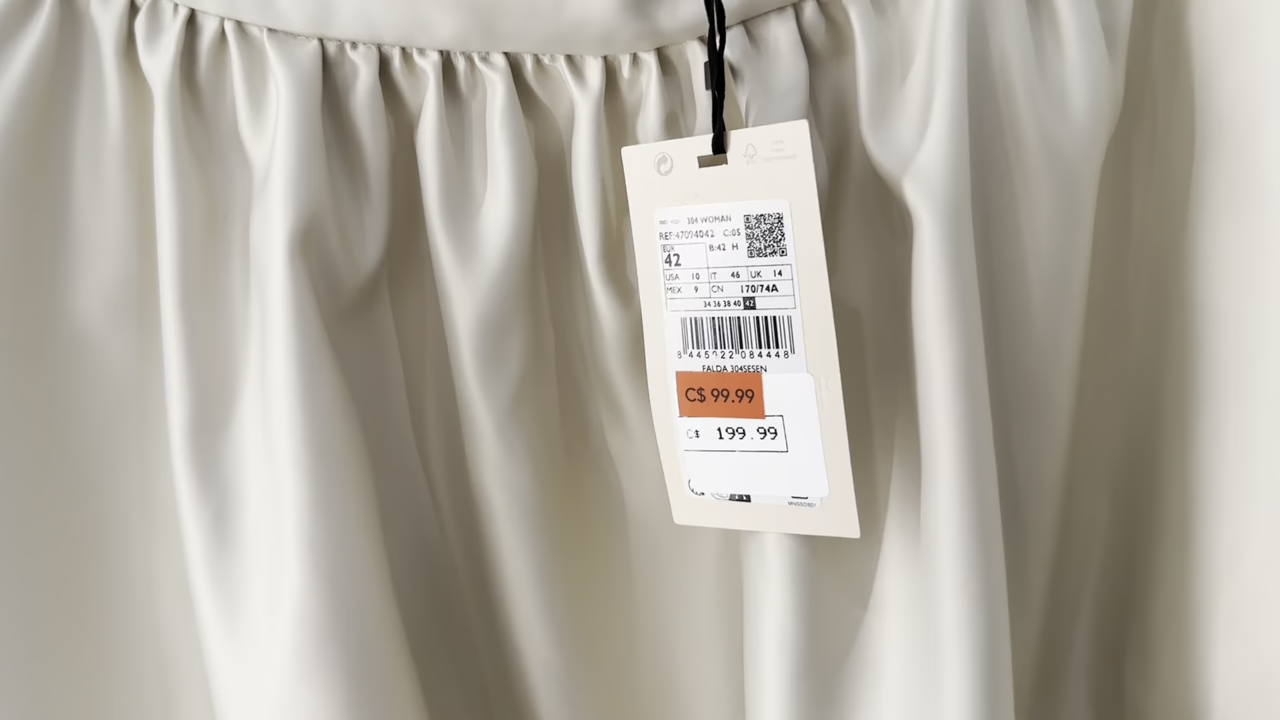 304 WOMAN
REF:47094042 C:05
EUR
42
B:42 H
USA 10 IT 46 UK 14
MEX 9 CN 170/74A
34 36 38 40 42
8 445922 084448
FALDA 304SESEN
C$ 99.99
C$ 199.99